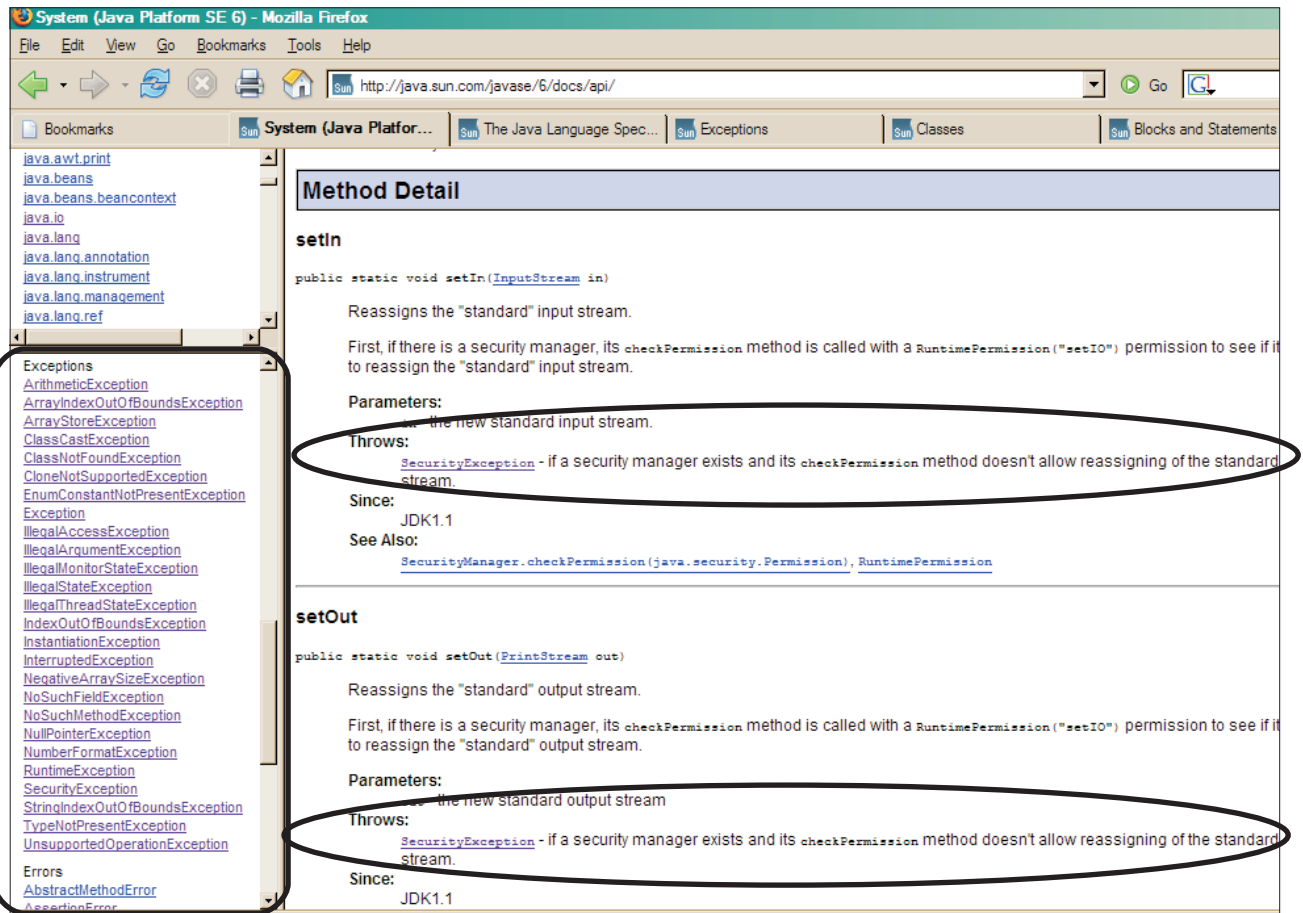 System (Java Platform SE 6) - Mozilla Firefox
File Edit View Go Bookmarks Tools Help
Sun http://java.sun.com/javase/6/docs/api/ Go G
Bookmarks Sun System (Java Platfor... Sun The Java Language Spec... Sun Exceptions Sun Classes Sun Blocks and Statements
java.awt.print
java.beans
java.beans.beancontext
java.io
java.lang
java.lang.annotation
java.lang.instrument
java.lang.management
java.lang.ref
Exceptions
ArithmeticException
ArrayIndexOutOfBoundsException
ArrayStoreException
ClassCastException
ClassNotFoundException
CloneNotSupportedException
EnumConstantNotPresentException
Exception
IllegalAccessException
IllegalArgumentException
IllegalMonitorStateException
IllegalStateException
IllegalThreadStateException
IndexOutOfBoundsException
InstantiationException
InterruptedException
NegativeArraySizeException
NoSuchFieldException
NoSuchMethodException
NullPointerException
NumberFormatException
RuntimeException
SecurityException
StringIndexOutOfBoundsException
TypeNotPresentException
UnsupportedOperationException
Errors
AbstractMethodError
AssertionError
Method Detail
setIn
public static void setIn(InputStream in)
Reassigns the "standard" input stream.
First, if there is a security manager, its checkPermission method is called with a RuntimePermission("setIO") permission to see if it
to reassign the "standard" input stream.
Parameters:
the new standard input stream.
Throws:
SecurityException - if a security manager exists and its checkPermission method doesn't allow reassigning of the standard
stream.
Since:
JDK1.1
See Also:
SecurityManager.checkPermission(java.security.Permission), RuntimePermission
setOut
public static void setOut(PrintStream out)
Reassigns the "standard" output stream.
First, if there is a security manager, its checkPermission method is called with a RuntimePermission("setIO") permission to see if it
to reassign the "standard" output stream.
Parameters:
the new standard output stream
Throws:
SecurityException - if a security manager exists and its checkPermission method doesn't allow reassigning of the standard
stream.
Since:
JDK1.1